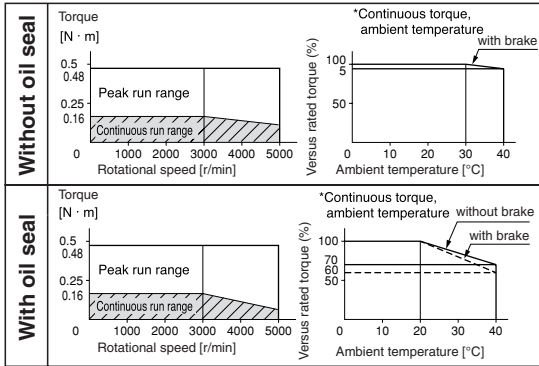 Without oil seal
Torque
[N · m]
0.5
0.48
0.25
0.16
0
Peak run range
Continuous run range
1000 2000 3000 4000 5000
Rotational speed [r/min]
*Continuous torque,
ambient temperature
with brake
Versus rated torque (%)
100
5
50
0 10 20 30 40
Ambient temperature [°C]
With oil seal
Torque
[N · m]
0.5
0.48
0.25
0.16
0
Peak run range
Continuous run range
1000 2000 3000 4000 5000
Rotational speed [r/min]
*Continuous torque,
ambient temperature
without brake
with brake
Versus rated torque (%)
100
70
60
50
0 10 20 30 40
Ambient temperature [°C]